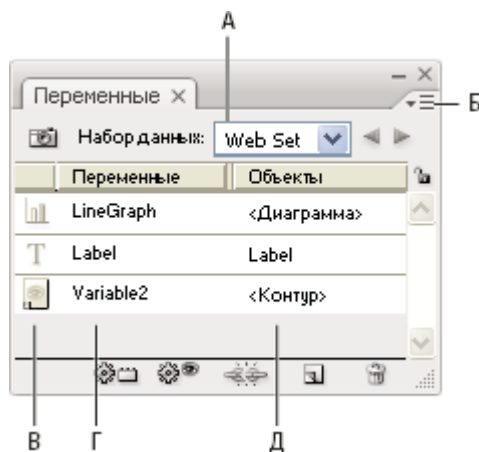 А
Переменные
Б
Набор данных: Web Set
Переменные Объекты
LineGraph <Диаграмма>
T Label Label
Variable2 <Контур>
В Г Д